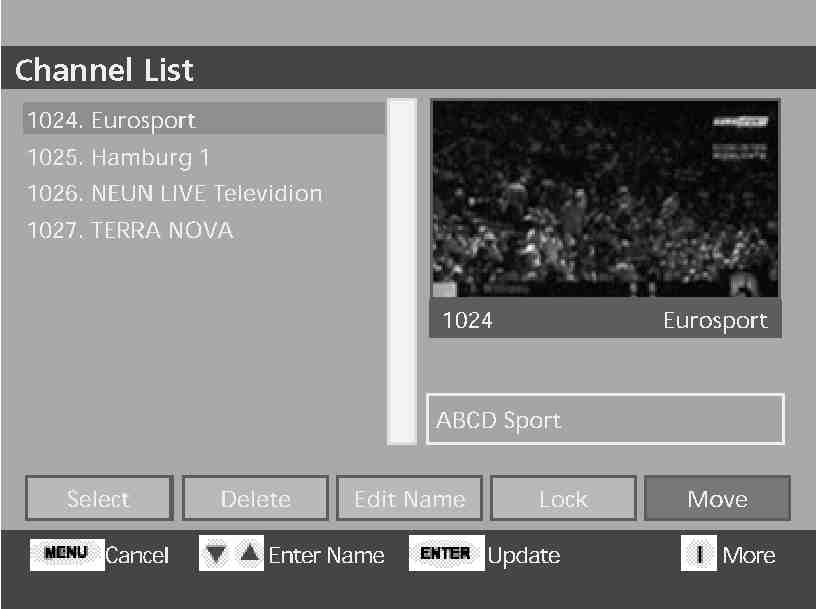 Channel List
1024. Eurosport
1025. Hamburg 1
1026. NEUN LIVE Televidion
1027. TERRA NOVA
1024 Eurosport
ABCD Sport
Select Delete Edit Name Lock Move
MENU Cancel ▼ ▲ Enter Name ENTER Update i More